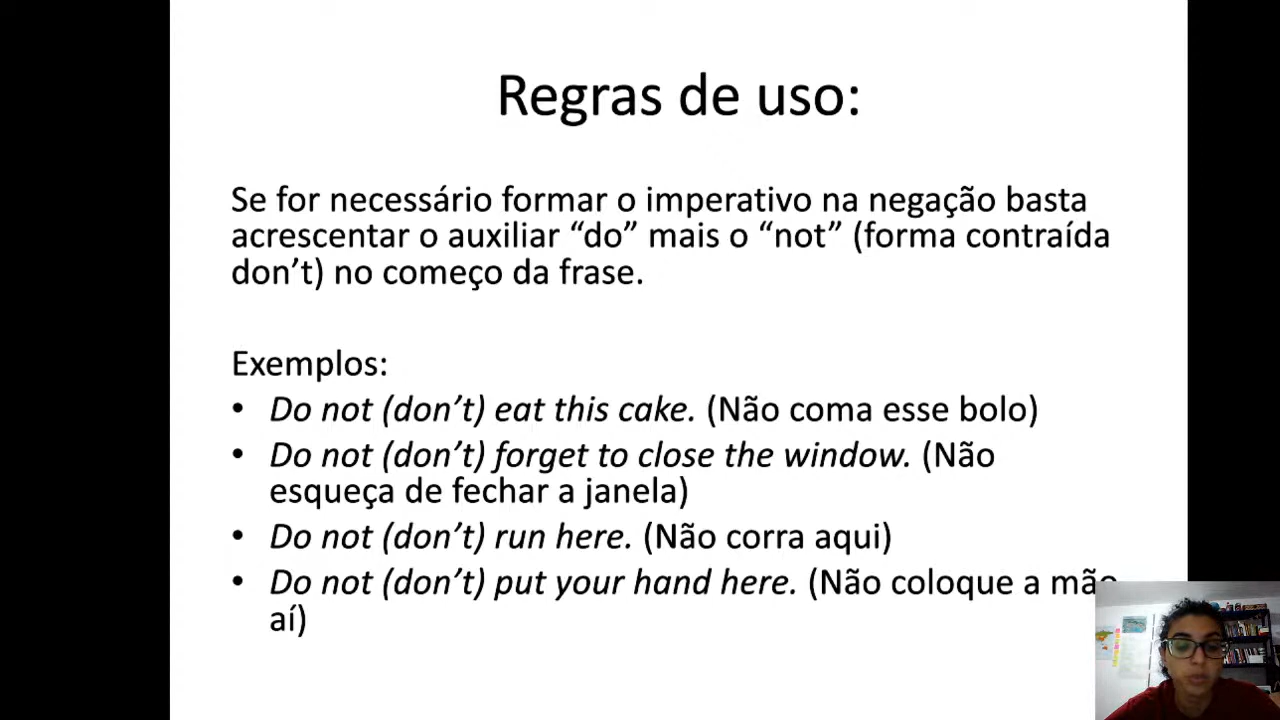 Regras de uso:
Se for necessário formar o imperativo na negação basta
acrescentar o auxiliar “do” mais o “not” (forma contraída
don’t) no começo da frase.
Exemplos:
• Do not (don’t) eat this cake. (Não coma esse bolo)
• Do not (don’t) forget to close the window. (Não
esqueça de fechar a janela)
• Do not (don’t) run here. (Não corra aqui)
• Do not (don’t) put your hand here. (Não coloque a mão
aí)